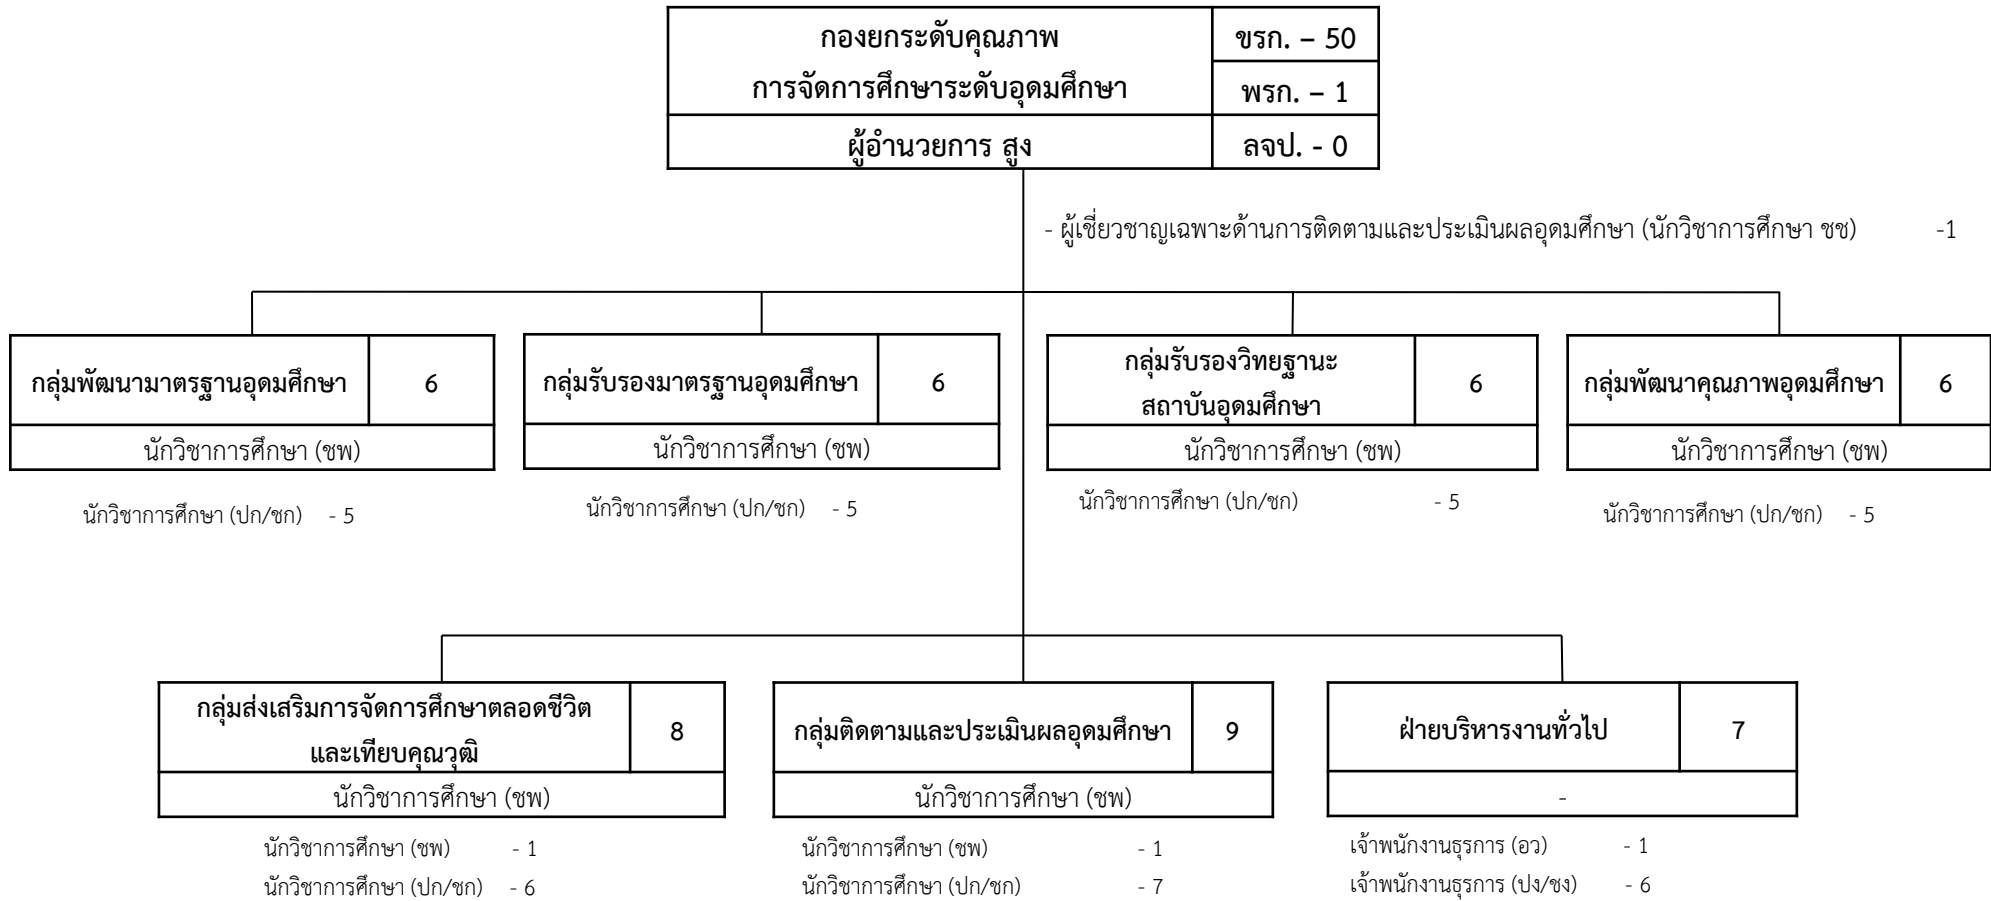 กองยกระดับคุณภาพ
การจัดการศึกษาระดับอุดมศึกษา
ขรก. – 50
พรก. – 1
ผู้อำนวยการ สูง
ลจป. - 0
- ผู้เชี่ยวชาญเฉพาะด้านการติดตามและประเมินผลอุดมศึกษา (นักวิชาการศึกษา ชช) -1
กลุ่มพัฒนามาตรฐานอุดมศึกษา 6
นักวิชาการศึกษา (ชพ)
นักวิชาการศึกษา (ปก/ชก) - 5
กลุ่มรับรองมาตรฐานอุดมศึกษา 6
นักวิชาการศึกษา (ชพ)
นักวิชาการศึกษา (ปก/ชก) - 5
กลุ่มรับรองวิทยฐานะ
สถาบันอุดมศึกษา
6
นักวิชาการศึกษา (ชพ)
นักวิชาการศึกษา (ปก/ชก) - 5
กลุ่มพัฒนาคุณภาพอุดมศึกษา 6
นักวิชาการศึกษา (ชพ)
นักวิชาการศึกษา (ปก/ชก) - 5
กลุ่มส่งเสริมการจัดการศึกษาตลอดชีวิต
และเทียบคุณวุฒิ
8
นักวิชาการศึกษา (ชพ)
นักวิชาการศึกษา (ชพ) - 1
นักวิชาการศึกษา (ปก/ชก) - 6
กลุ่มติดตามและประเมินผลอุดมศึกษา 9
นักวิชาการศึกษา (ชพ)
นักวิชาการศึกษา (ชพ) - 1
นักวิชาการศึกษา (ปก/ชก) - 7
ฝ่ายบริหารงานทั่วไป 7
-
เจ้าพนักงานธุรการ (อว) - 1
เจ้าพนักงานธุรการ (ปง/ชง) - 6